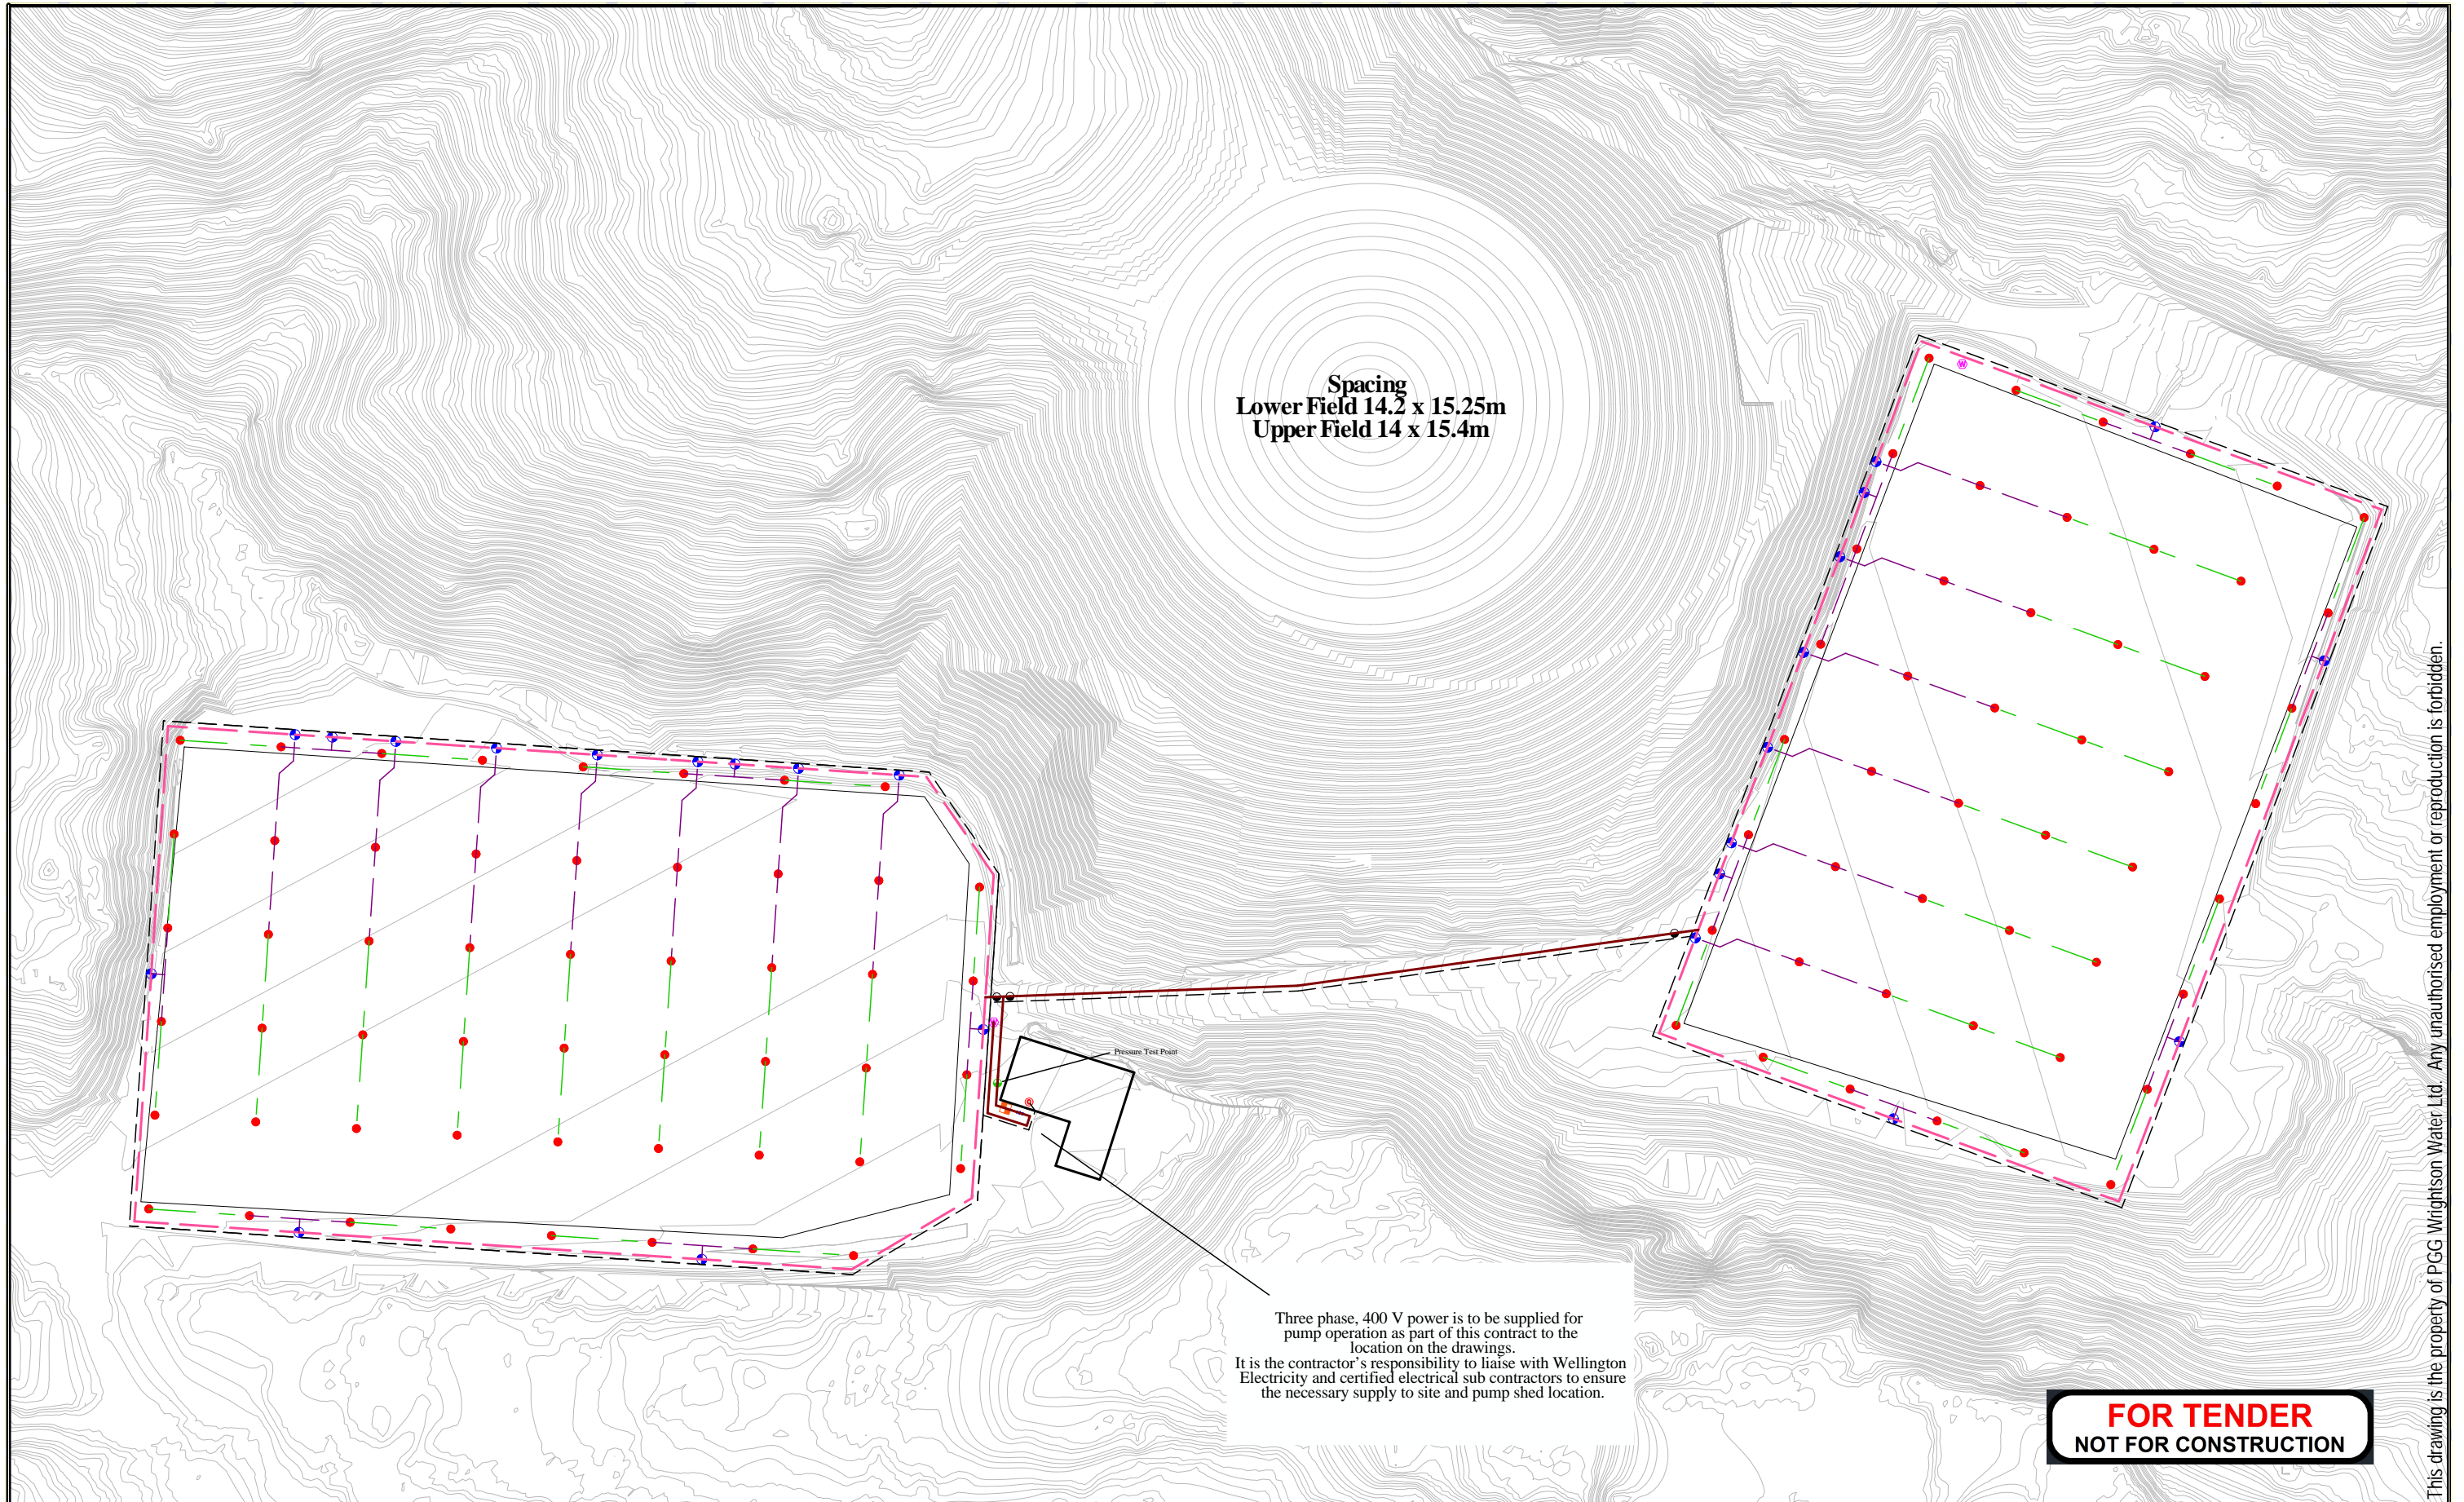 Spacing
Lower Field 14.2 x 15.25m
Upper Field 14 x 15.4m
Pressure Test Point
Three phase, 400 V power is to be supplied for
pump operation as part of this contract to the
location on the drawings.
It is the contractor's responsibility to liaise with Wellington
Electricity and certified electrical sub contractors to ensure
the necessary supply to site and pump shed location.
FOR TENDER
NOT FOR CONSTRUCTION
This drawing is the property of PGG Wrightson Water Ltd. Any unauthorised employment or reproduction is forbidden.